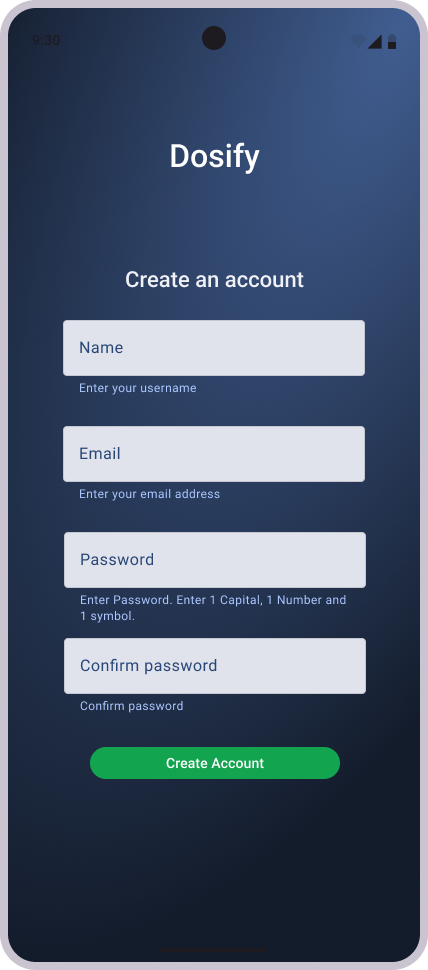 9:30
Dosify
Create an account
Name
Enter your username
Email
Enter your email address
Password
Enter Password. Enter 1 Capital, 1 Number and
1 symbol.
Confirm password
Confirm password
Create Account